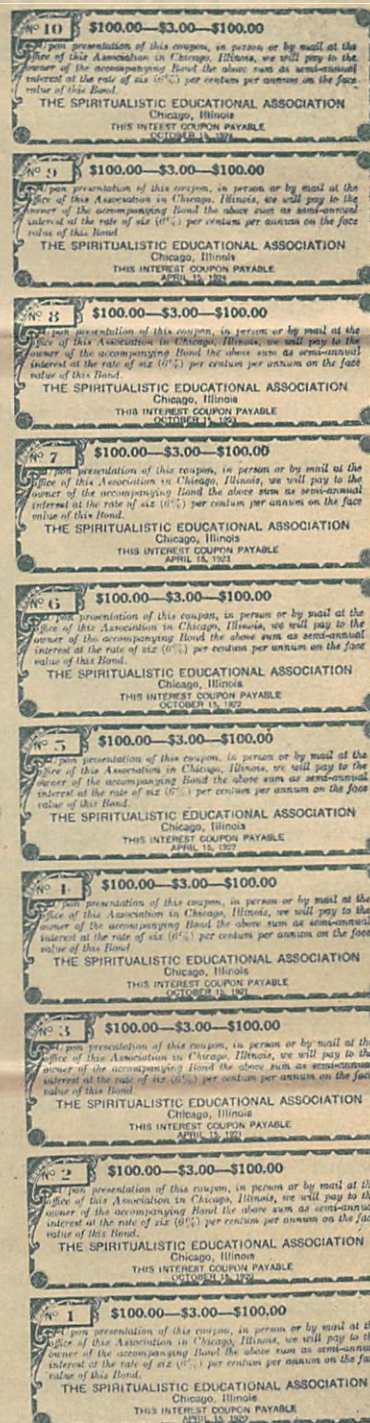 Nº 10 $100.00—$3.00—$100.00
Upon presentation of this coupon, in person or by mail at the
office of this Association in Chicago, Illinois, we will pay to the
owner of the accompanying Bond the above sum as semi-annual
interest at the rate of six (6%) per centum per annum on the face
value of this Bond.
THE SPIRITUALISTIC EDUCATIONAL ASSOCIATION
Chicago, Illinois
THIS INTEEST COUPON PAYABLE
OCTOBER 15, 1924
Nº 9 $100.00—$3.00—$100.00
Upon presentation of this coupon, in person or by mail at the
office of this Association in Chicago, Illinois, we will pay to the
owner of the accompanying Bond the above sum as semi-annual
interest at the rate of six (6%) per centum per annum on the face
value of this Bond.
THE SPIRITUALISTIC EDUCATIONAL ASSOCIATION
Chicago, Illinois
THIS INTEREST COUPON PAYABLE
APRIL 15, 1924
Nº 8 $100.00—$3.00—$100.00
Upon presentation of this coupon, in person or by mail at the
office of this Association in Chicago, Illinois, we will pay to the
owner of the accompanying Bond the above sum as semi-annual
interest at the rate of six (6%) per centum per annum on the face
value of this Bond.
THE SPIRITUALISTIC EDUCATIONAL ASSOCIATION
Chicago, Illinois
THIS INTEREST COUPON PAYABLE
OCTOBER 15, 1923
Nº 7 $100.00—$3.00—$100.00
Upon presentation of this coupon, in person or by mail at the
office of this Association in Chicago, Illinois, we will pay to the
owner of the accompanying Bond the above sum as semi-annual
interest at the rate of six (6%) per centum per annum on the face
value of this Bond.
THE SPIRITUALISTIC EDUCATIONAL ASSOCIATION
Chicago, Illinois
THIS INTEREST COUPON PAYABLE
APRIL 15, 1923
Nº 6 $100.00—$3.00—$100.00
Upon presentation of this coupon, in person or by mail at the
office of this Association in Chicago, Illinois, we will pay to the
owner of the accompanying Bond the above sum as semi-annual
interest at the rate of six (6%) per centum per annum on the face
value of this Bond.
THE SPIRITUALISTIC EDUCATIONAL ASSOCIATION
Chicago, Illinois
THIS INTEREST COUPON PAYABLE
OCTOBER 15, 1922
Nº 5 $100.00—$3.00—$100.00
Upon presentation of this coupon, in person or by mail at the
office of this Association in Chicago, Illinois, we will pay to the
owner of the accompanying Bond the above sum as semi-annual
interest at the rate of six (6%) per centum per annum on the face
value of this Bond.
THE SPIRITUALISTIC EDUCATIONAL ASSOCIATION
Chicago, Illinois
THIS INTEREST COUPON PAYABLE
APRIL 15, 1922
Nº 4 $100.00—$3.00—$100.00
Upon presentation of this coupon, in person or by mail at the
office of this Association in Chicago, Illinois, we will pay to the
owner of the accompanying Bond the above sum as semi-annual
interest at the rate of six (6%) per centum per annum on the face
value of this Bond.
THE SPIRITUALISTIC EDUCATIONAL ASSOCIATION
Chicago, Illinois
THIS INTEREST COUPON PAYABLE
OCTOBER 15, 1921
Nº 3 $100.00—$3.00—$100.00
Upon presentation of this coupon, in person or by mail at the
office of this Association in Chicago, Illinois, we will pay to the
owner of the accompanying Bond the above sum as semi-annual
interest at the rate of six (6%) per centum per annum on the face
value of this Bond.
THE SPIRITUALISTIC EDUCATIONAL ASSOCIATION
Chicago, Illinois
THIS INTEREST COUPON PAYABLE
APRIL 15, 1921
Nº 2 $100.00—$3.00—$100.00
Upon presentation of this coupon, in person or by mail at the
office of this Association in Chicago, Illinois, we will pay to the
owner of the accompanying Bond the above sum as semi-annual
interest at the rate of six (6%) per centum per annum on the face
value of this Bond.
THE SPIRITUALISTIC EDUCATIONAL ASSOCIATION
Chicago, Illinois
THIS INTEREST COUPON PAYABLE
OCTOBER 15, 1920
Nº 1 $100.00—$3.00—$100.00
Upon presentation of this coupon, in person or by mail at the
office of this Association in Chicago, Illinois, we will pay to the
owner of the accompanying Bond the above sum as semi-annual
interest at the rate of six (6%) per centum per annum on the face
value of this Bond.
THE SPIRITUALISTIC EDUCATIONAL ASSOCIATION
Chicago, Illinois
THIS INTEREST COUPON PAYABLE
APRIL 15, 1920